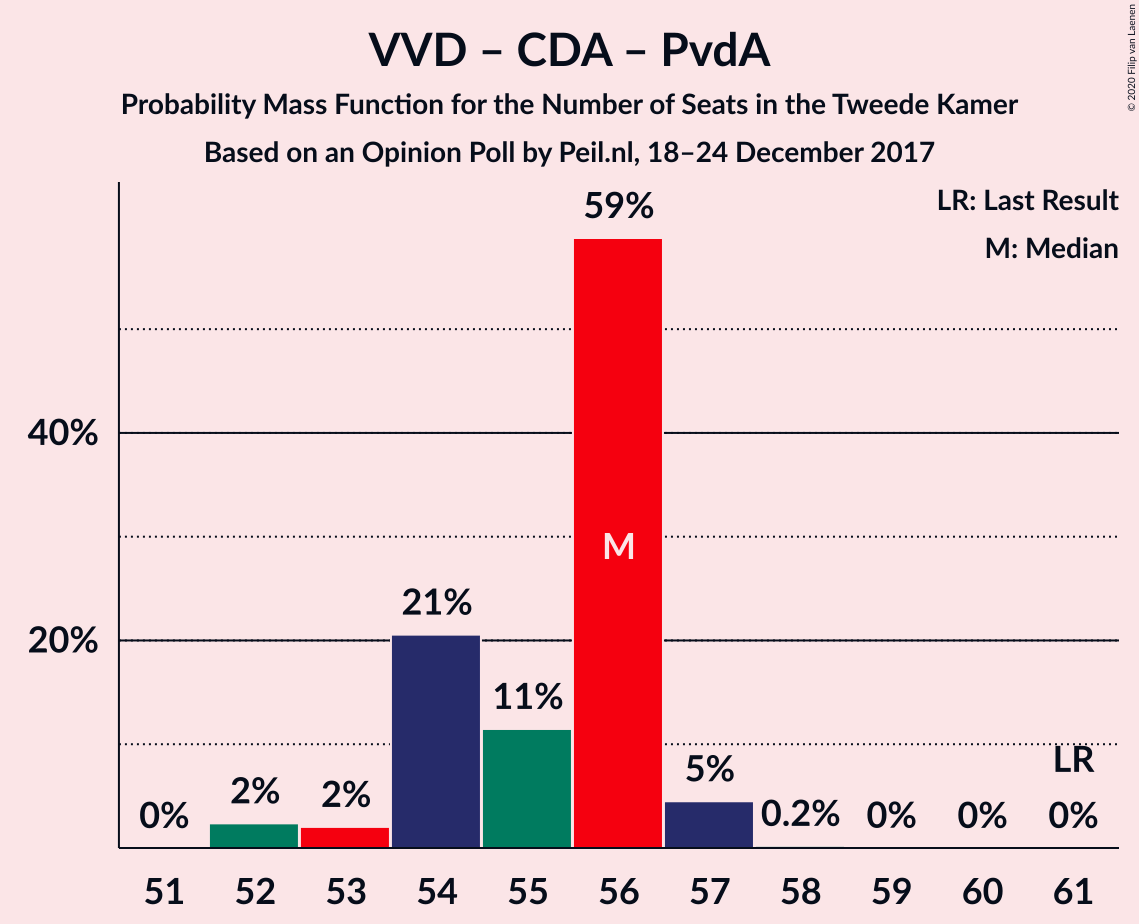 VVD – CDA – PvdA
Probability Mass Function for the Number of Seats in the Tweede Kamer
Based on an Opinion Poll by Peil.nl, 18–24 December 2017
© 2020 Filip van Laenen
LR: Last Result
M: Median
59%
40%
M
21%
20%
11%
LR
5%
2%
2%
0%
0.2%
0%
0%
0%
51 52 53 54 55 56 57 58 59 60 61